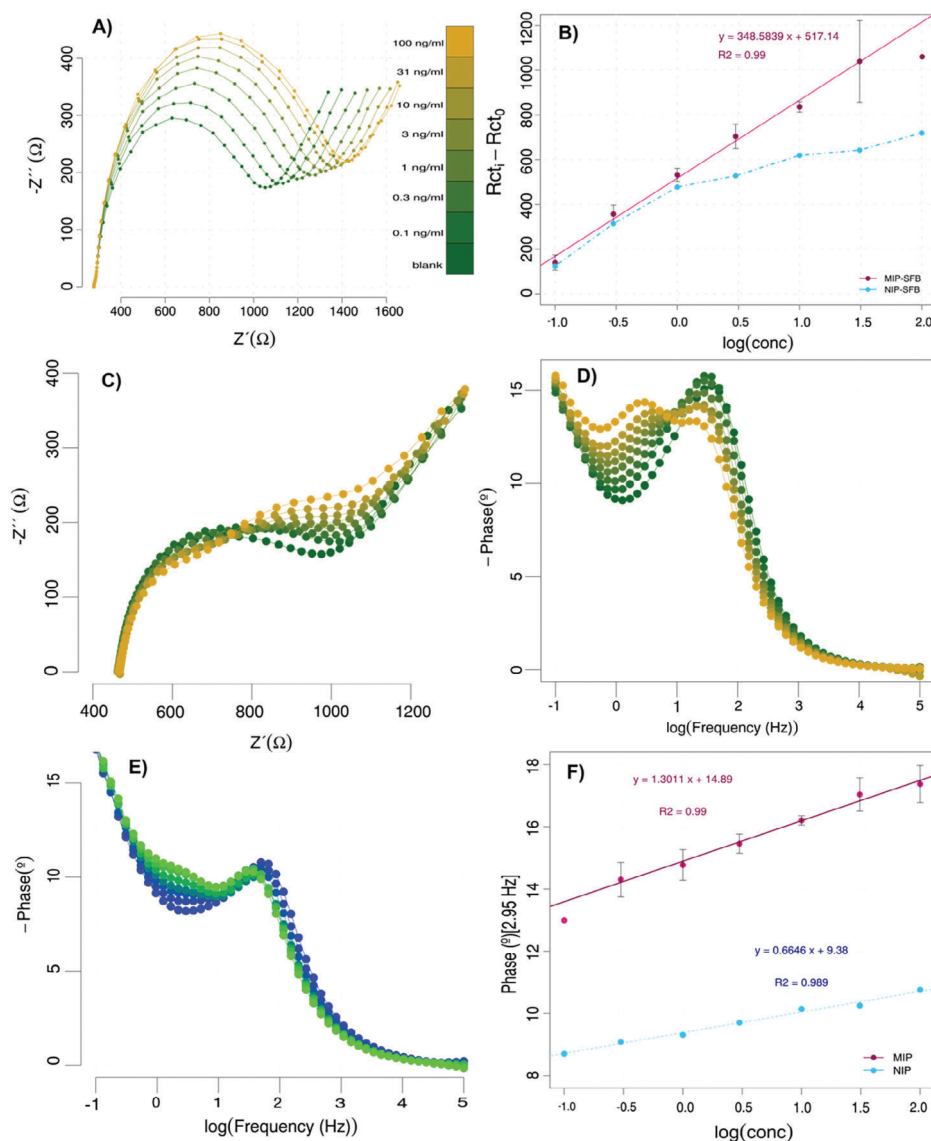 A)
400
300
200
100
0
-Z´´(Ω)
400 600 800 1000 1200 1400 1600
Z´(Ω)
100 ng/ml
31 ng/ml
10 ng/ml
3 ng/ml
1 ng/ml
0.3 ng/ml
0.1 ng/ml
blank
B)
y = 348.5839 x + 517.14
R2 = 0.99
1200
1000
800
600
400
200
0
Rcti − Rct0
MIP-SFB
NIP-SFB
-1.0 -0.5 0.0 0.5 1.0 1.5 2.0
log(conc)
C)
400
300
200
100
0
-Z´´(Ω)
400 600 800 1000 1200
Z´(Ω)
D)
15
10
5
0
−Phase(º)
-1 0 1 2 3 4 5
log(Frequency (Hz)
E)
15
10
5
0
−Phase(º)
-1 0 1 2 3 4 5
log(Frequency (Hz)
F)
y = 1.3011 x + 14.89
R2 = 0.99
18
16
14
12
10
8
Phase (º)[2.95 Hz]
y = 0.6646 x + 9.38
R2 = 0.989
MIP
NIP
-1.0 -0.5 0.0 0.5 1.0 1.5 2.0
log(conc)